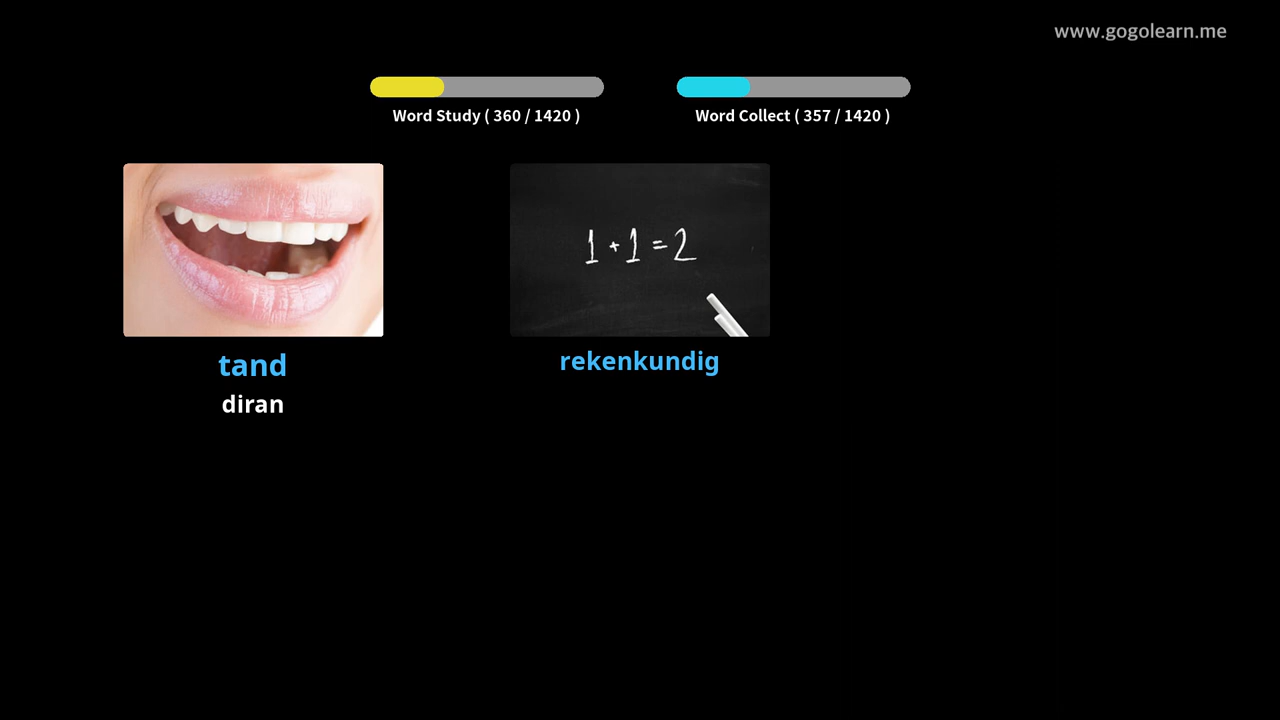 www.gogolearn.me
Word Study ( 360 / 1420 )
Word Collect ( 357 / 1420 )
1 + 1 = 2
tand
diran
rekenkundig